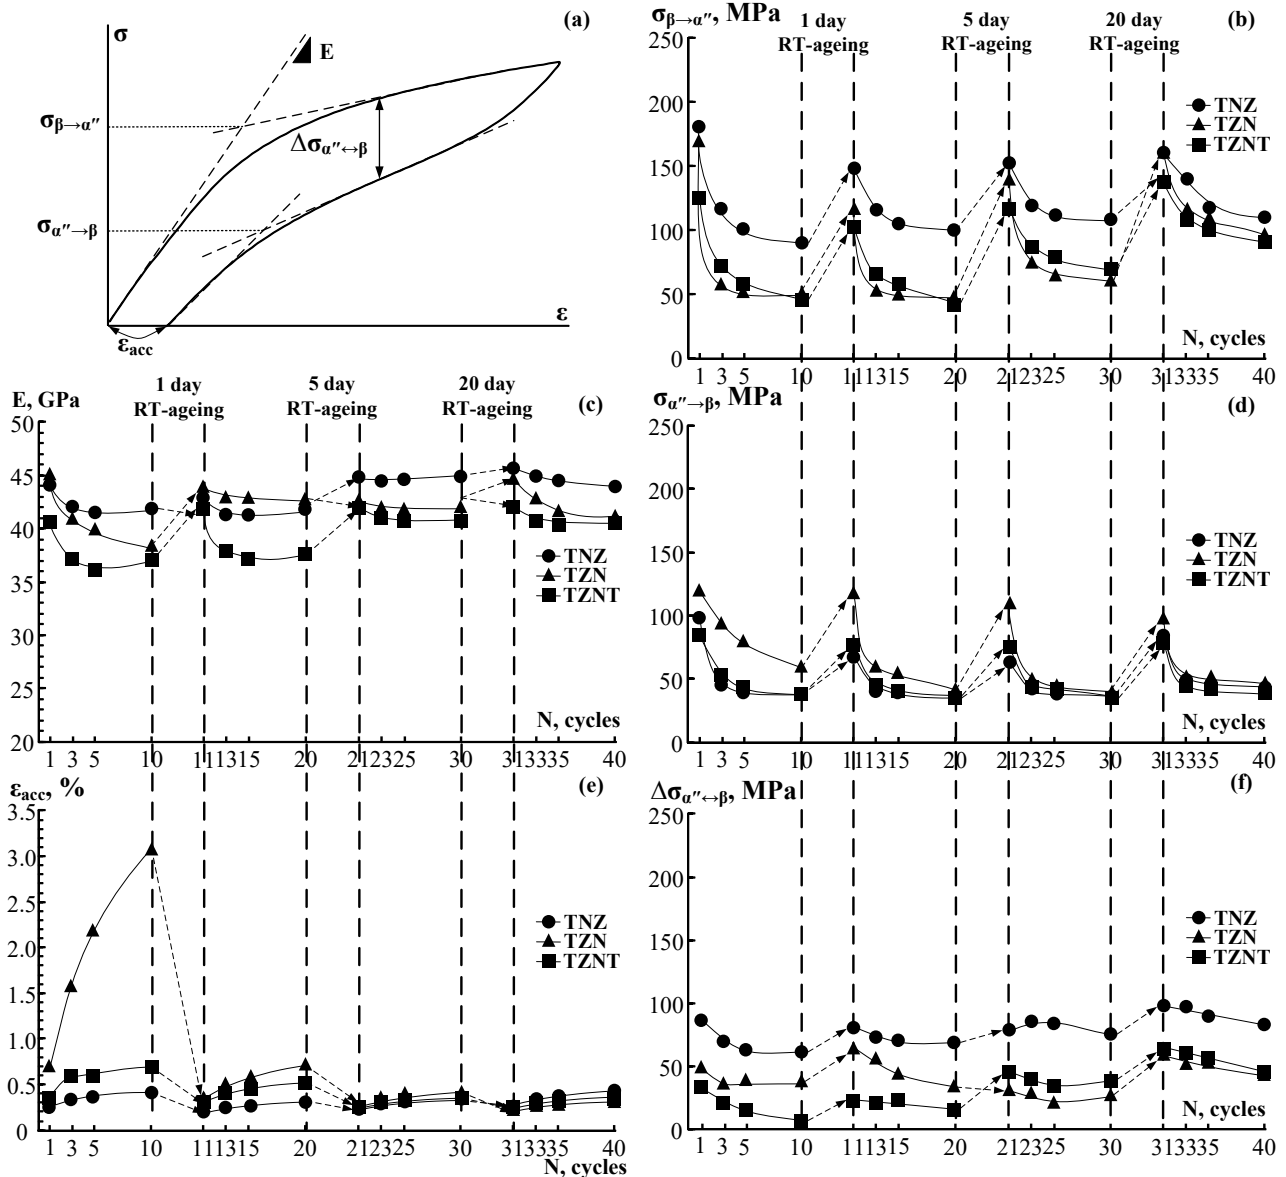 (a)
σ
E
σβ→α″
Δσα″↔β
σα″→β
ε
εacc
σβ→α″, MPa
(b)
1 day
RT-ageing
5 day
RT-ageing
20 day
RT-ageing
250
200
150
100
50
0
TNZ
TZN
TZNT
N, cycles
1 3 5 10 11 13 15 20 21 23 25 30 31 33 35 40
E, GPa
(c)
1 day
RT-ageing
5 day
RT-ageing
20 day
RT-ageing
50
45
40
35
30
25
20
TNZ
TZN
TZNT
N, cycles
1 3 5 10 11 13 15 20 21 23 25 30 31 33 35 40
σα″→β, MPa
(d)
250
200
150
100
50
0
TNZ
TZN
TZNT
N, cycles
1 3 5 10 11 13 15 20 21 23 25 30 31 33 35 40
εacc, %
(e)
3.5
3.0
2.5
2.0
1.5
1.0
0.5
0
TNZ
TZN
TZNT
1 3 5 10 11 13 15 20 21 23 25 30 31 33 35 40
N, cycles
Δσα″↔β, MPa
(f)
250
200
150
100
50
0
TNZ
TZN
TZNT
N, cycles
1 3 5 10 11 13 15 20 21 23 25 30 31 33 35 40